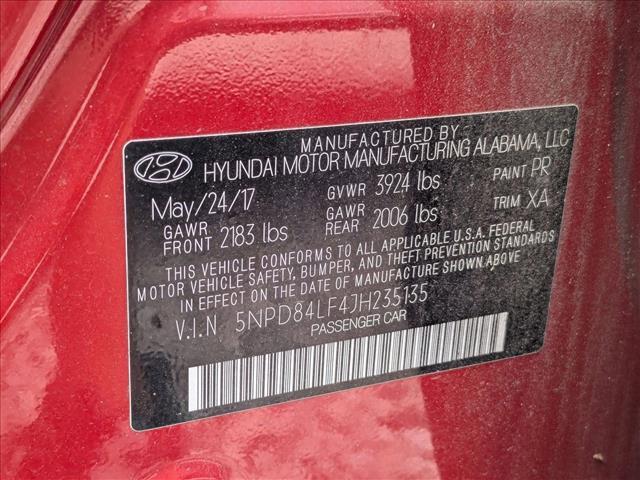 MANUFACTURED BY
HYUNDAI MOTOR MANUFACTURING ALABAMA, LLC
May/24/17 GVWR 3924 lbs PAINT PR
GAWR FRONT 2183 lbs GAWR REAR 2006 lbs TRIM XA
THIS VEHICLE CONFORMS TO ALL APPLICABLE U.S.A. FEDERAL
MOTOR VEHICLE SAFETY, BUMPER, AND THEFT PREVENTION STANDARDS
IN EFFECT ON THE DATE OF MANUFACTURE SHOWN ABOVE
V.I.N. 5NPD84LF4JH235135
PASSENGER CAR